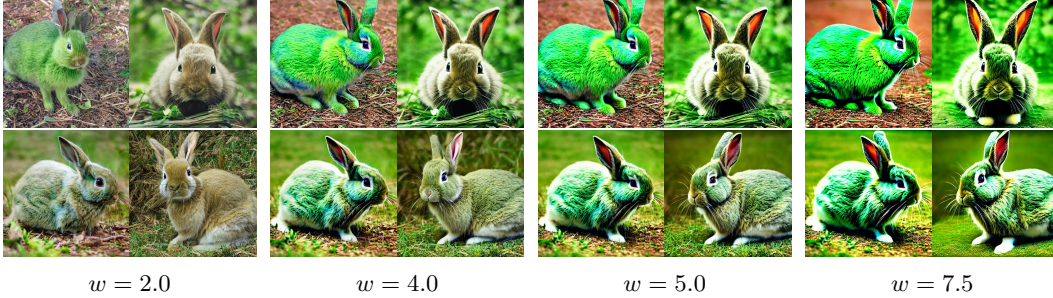 w = 2.0 w = 4.0 w = 5.0 w = 7.5